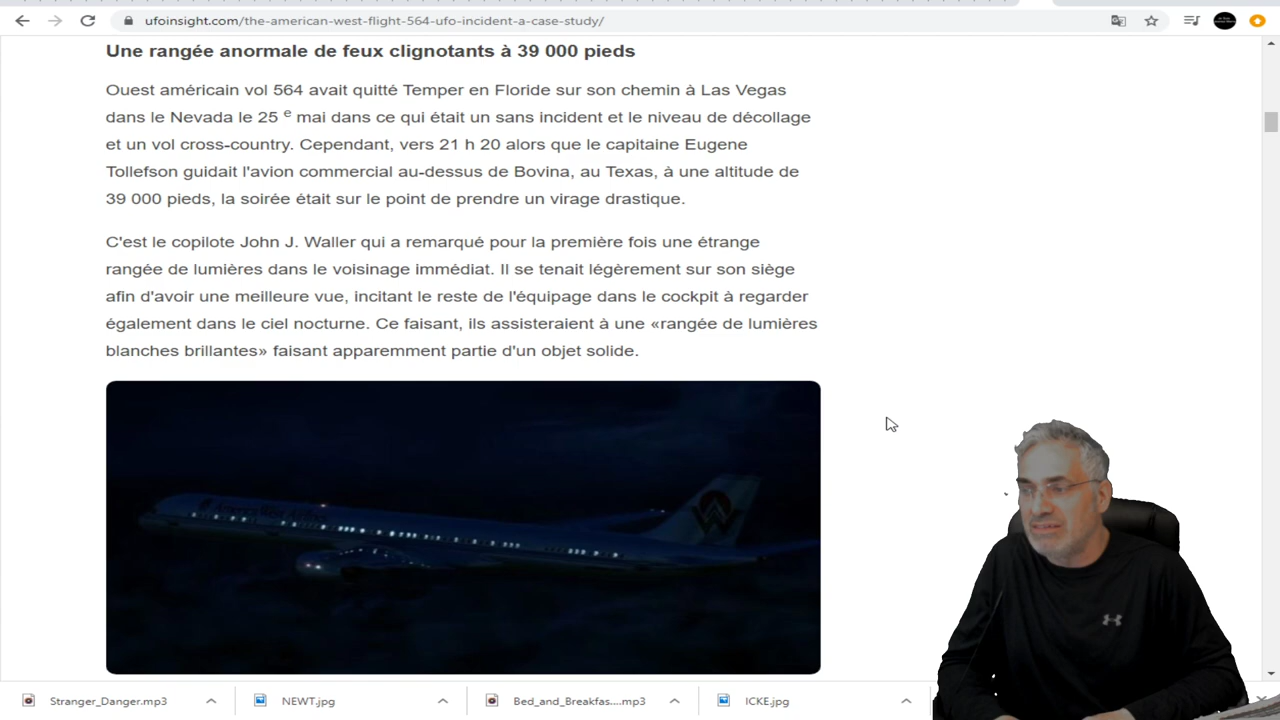 ufoinsight.com/the-american-west-flight-564-ufo-incident-a-case-study/
Une rangée anormale de feux clignotants à 39 000 pieds
Ouest américain vol 564 avait quitté Temper en Floride sur son chemin à Las Vegas
dans le Nevada le 25 e mai dans ce qui était un sans incident et le niveau de décollage
et un vol cross-country. Cependant, vers 21 h 20 alors que le capitaine Eugene
Tollefson guidait l'avion commercial au-dessus de Bovina, au Texas, à une altitude de
39 000 pieds, la soirée était sur le point de prendre un virage drastique.
C'est le copilote John J. Waller qui a remarqué pour la première fois une étrange
rangée de lumières dans le voisinage immédiat. Il se tenait légèrement sur son siège
afin d'avoir une meilleure vue, incitant le reste de l'équipage dans le cockpit à regarder
également dans le ciel nocturne. Ce faisant, ils assisteraient à une «rangée de lumières
blanches brillantes» faisant apparemment partie d'un objet solide.
Stranger_Danger.mp3 NEWT.jpg Bed_and_Breakfas....mp3 ICKE.jpg